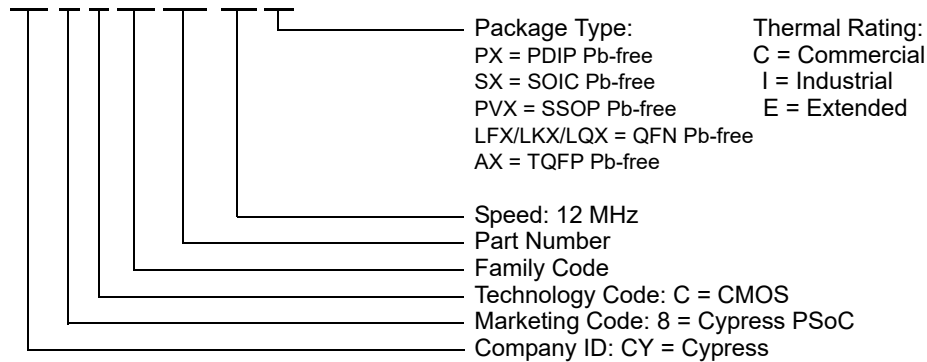 Package Type: Thermal Rating:
PX = PDIP Pb-free C = Commercial
SX = SOIC Pb-free I = Industrial
PVX = SSOP Pb-free E = Extended
LFX/LKX/LQX = QFN Pb-free
AX = TQFP Pb-free
Speed: 12 MHz
Part Number
Family Code
Technology Code: C = CMOS
Marketing Code: 8 = Cypress PSoC
Company ID: CY = Cypress